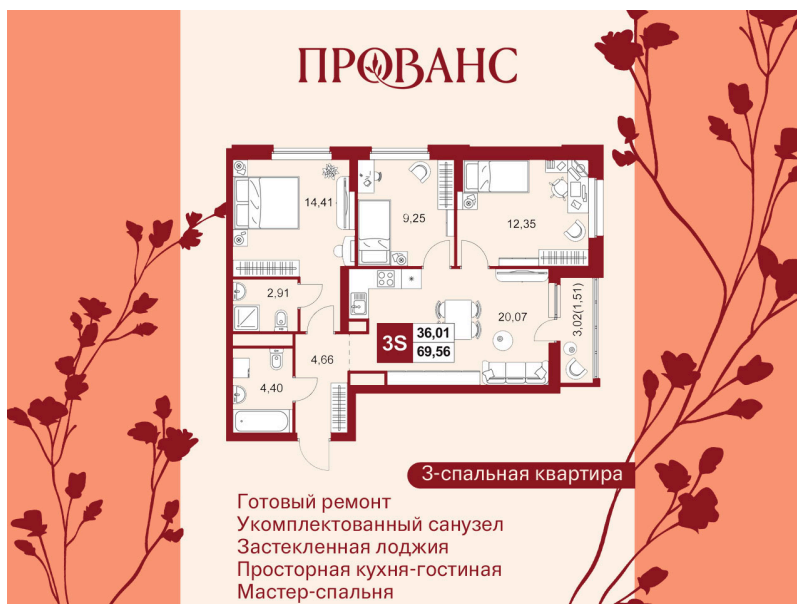 ПРОВАНС
14,41
9,25
12,35
2,91
20,07
3,02(1,51)
3S
36,01
69,56
4,66
4,40
3-спальная квартира
Готовый ремонт
Укомплектованный санузел
Застекленная лоджия
Просторная кухня-гостиная
Мастер-спальня